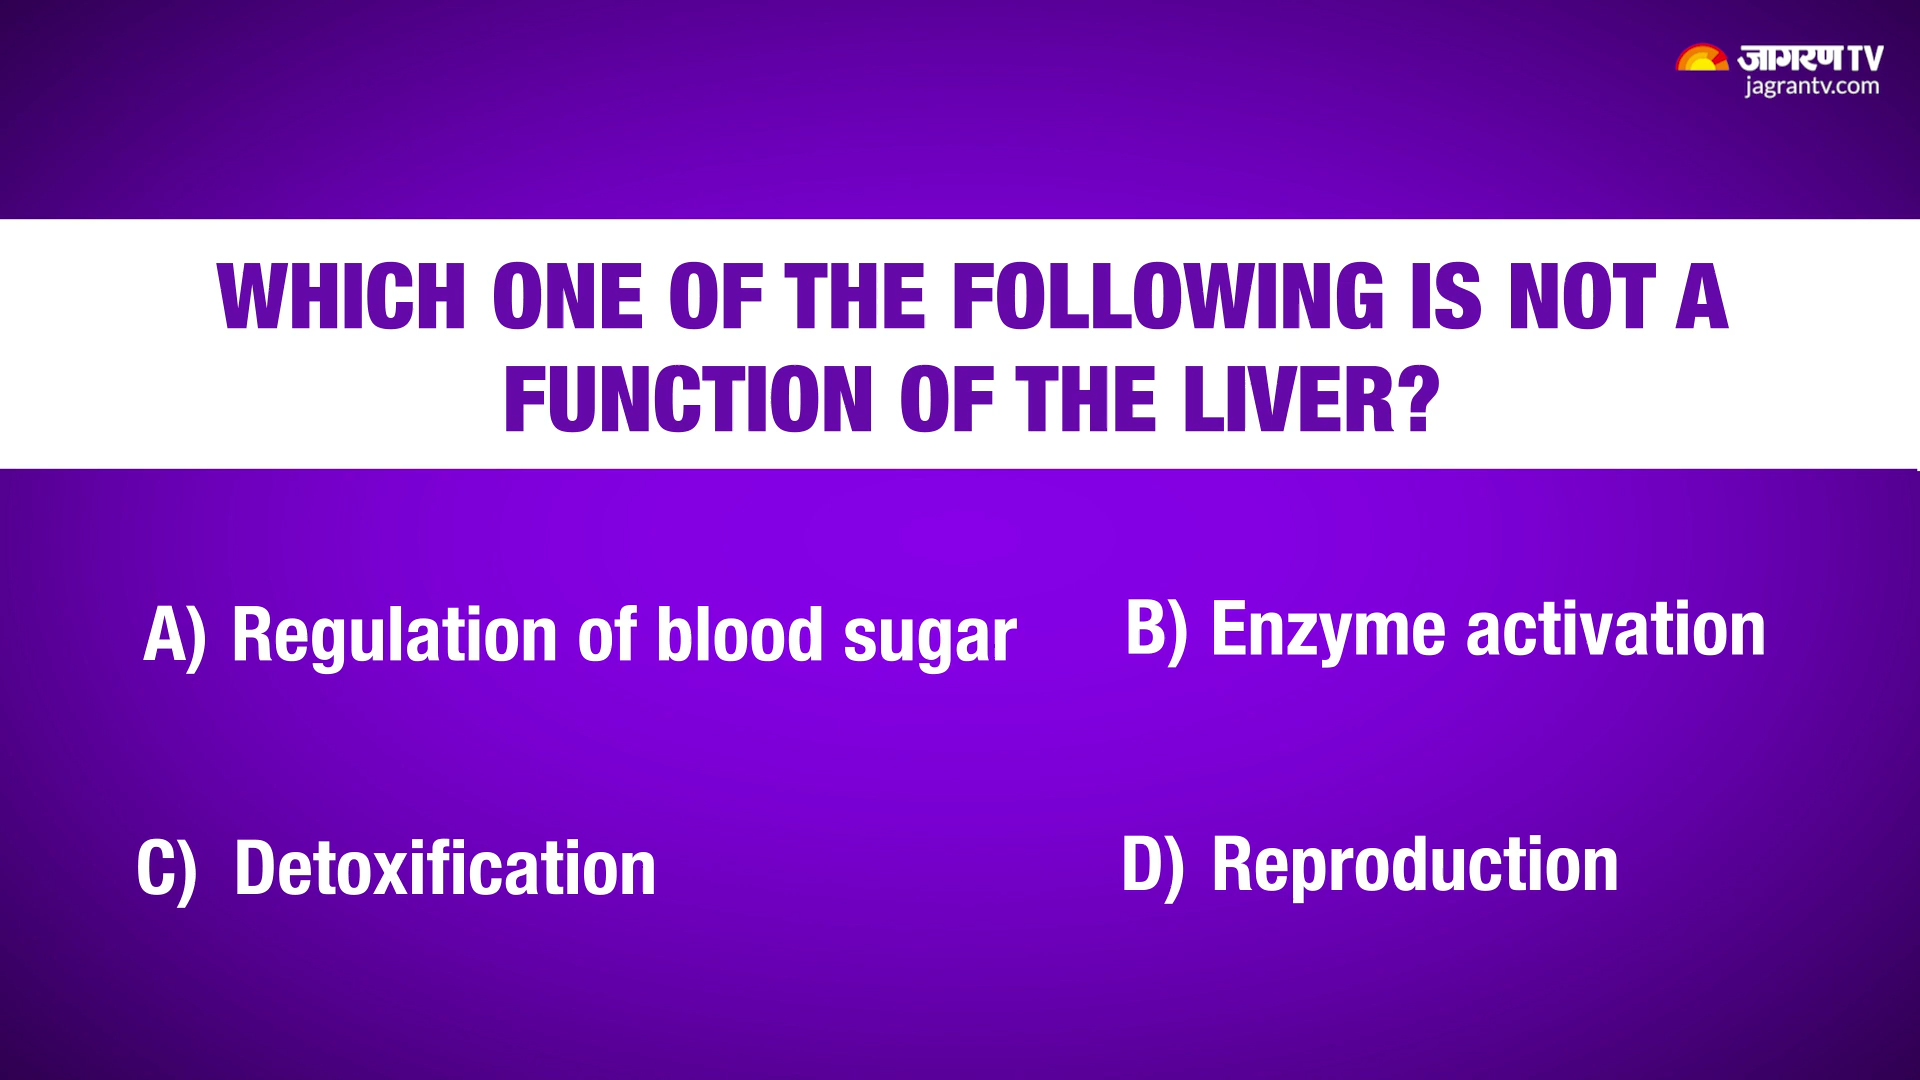 जागरण TV
jagrantv.com
WHICH ONE OF THE FOLLOWING IS NOT A
FUNCTION OF THE LIVER?
A) Regulation of blood sugar
B) Enzyme activation
C) Detoxification
D) Reproduction